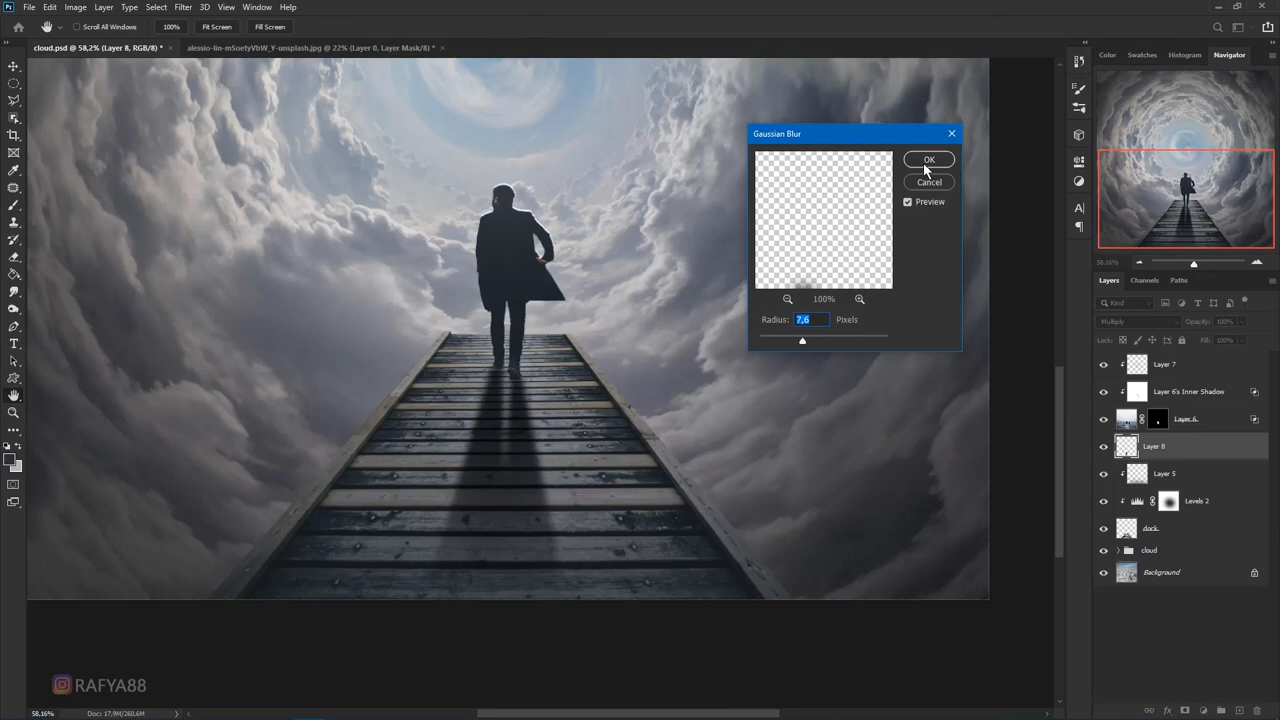 Ps File Edit Image Layer Type Select Filter 3D View Window Help
Scroll All Windows 100% Fit Screen Fill Screen
cloud.psd @ 58,2% (Layer 8, RGB/8) * × alessio-lin-mSoetyVbW_Y-unsplash.jpg @ 22% (Layer 0, Layer Mask/8) * ×
Color Swatches Histogram Navigator
Gaussian Blur
OK
Cancel
Preview
100%
Radius: 7,6 Pixels
58.16%
Layers Channels Paths
Kind
Multiply Opacity: 100%
Lock: Fill: 100%
Layer 7
Layer 6's Inner Shadow
Layer 6
Layer 8
Layer 5
Levels 2
dock
cloud
Background
RAFYA88
58,16% Doc: 17,9M/260,6M